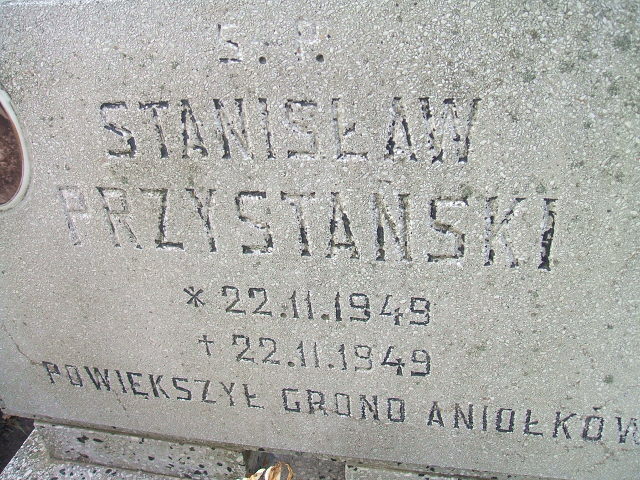 Ś. P.
STANISŁAW
PRZYSTAŃSKI
* 22.11.1949
† 22.11.1949
POWIĘKSZYŁ GRONO ANIOŁKÓW